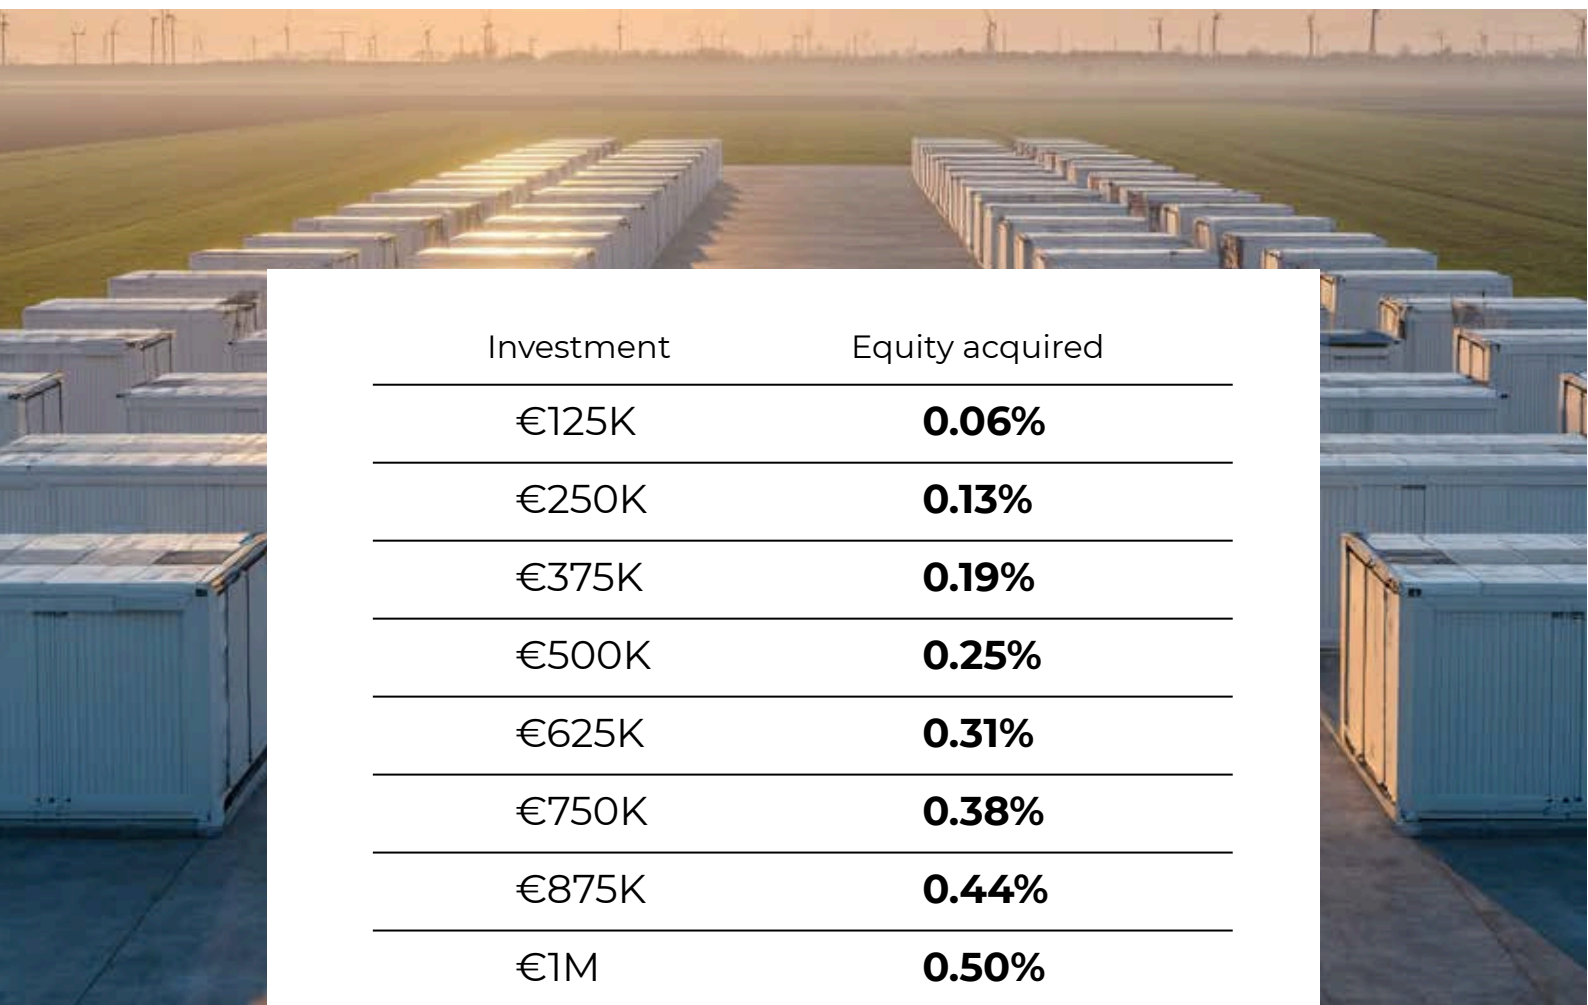 Investment Equity acquired
€125K 0.06%
€250K 0.13%
€375K 0.19%
€500K 0.25%
€625K 0.31%
€750K 0.38%
€875K 0.44%
€1M 0.50%